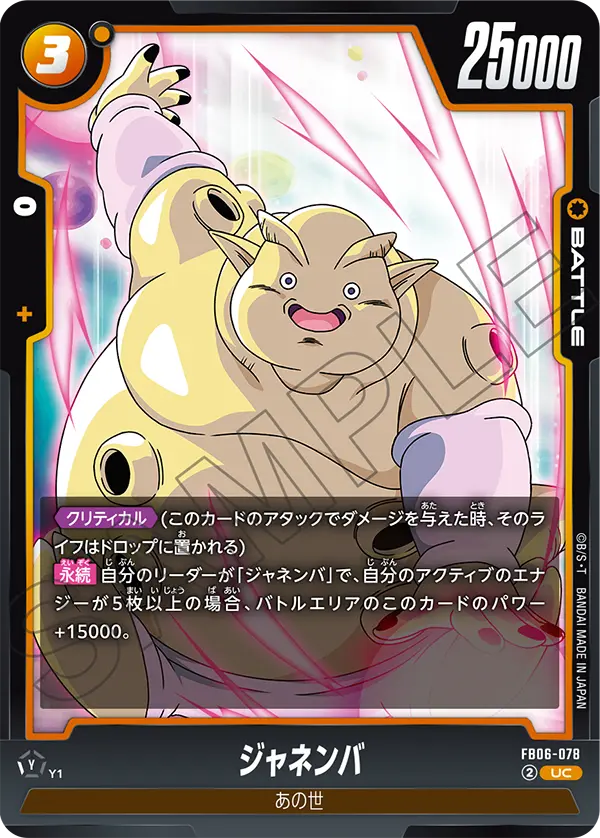 3
25000
0
+
BATTLE
クリティカル (このカードのアタックでダメージを与えた時、そのラ
イフはドロップに置かれる)
永続 自分のリーダーが「ジャネンバ」で、自分のアクティブのエナ
ジーが5枚以上の場合、バトルエリアのこのカードのパワー
+15000。
SAMPLE
©B/S・T BANDAI MADE IN JAPAN
ジャネンバ
FB06-078
Y Y1
② UC
あの世